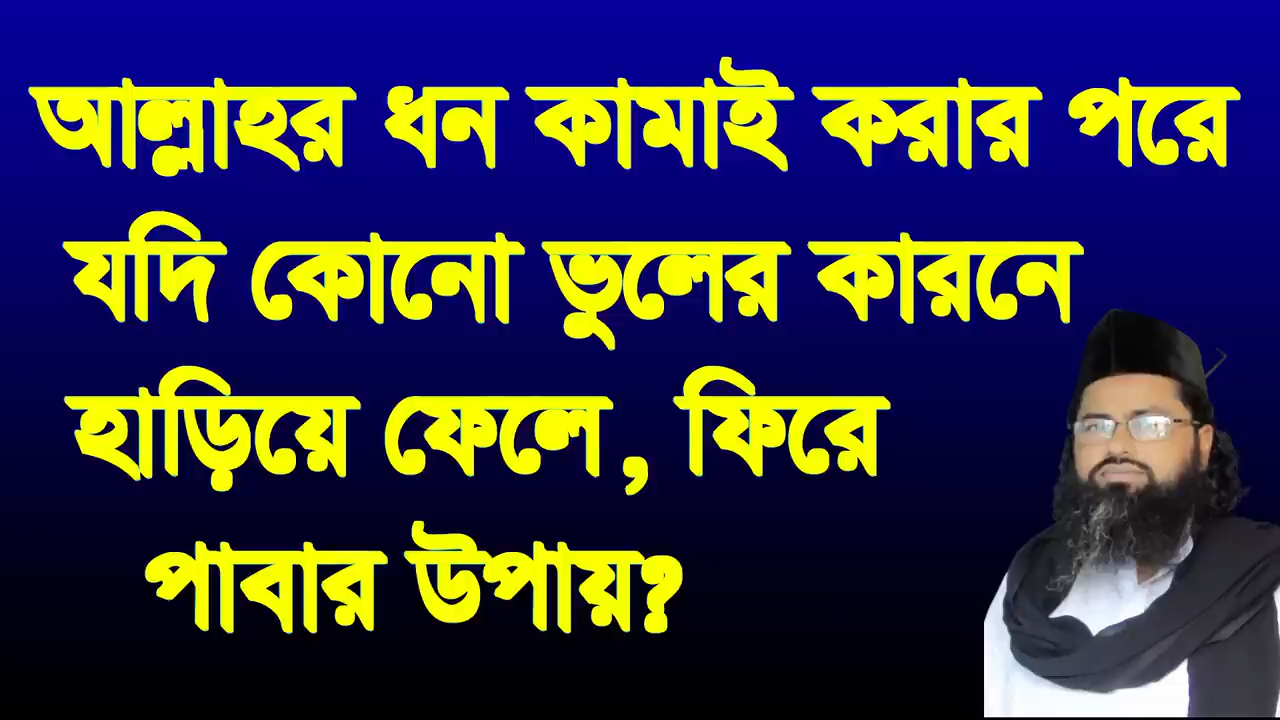 আল্লাহর ধন কামাই করার পরে
যদি কোনো ভুলের কারনে
হাড়িয়ে ফেলে, ফিরে
পাবার উপায়?